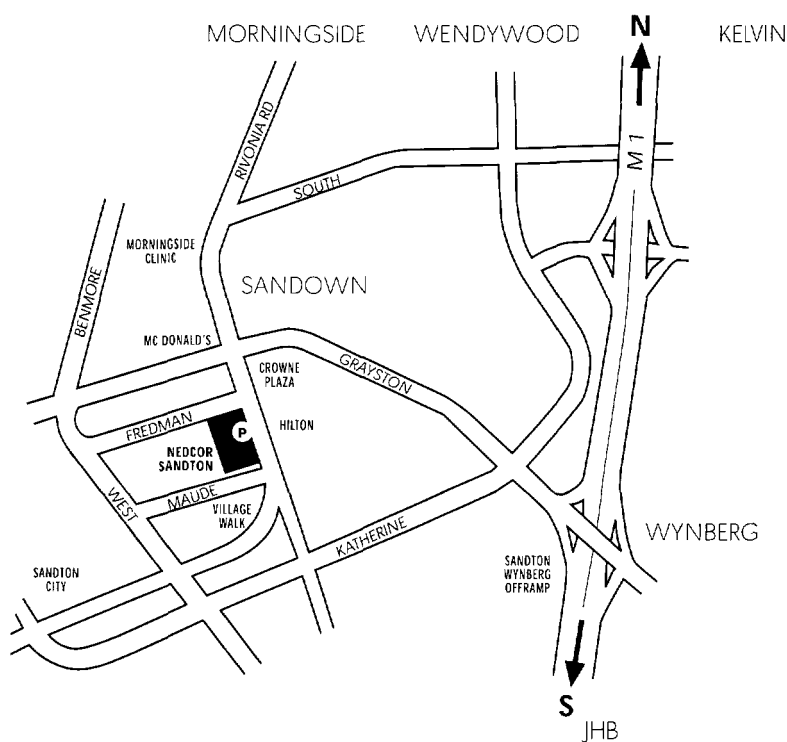 MORNINGSIDE
WENDYWOOD
N
KELVIN
RIVONIA RD
M1
SOUTH
MORNINGSIDE
CLINIC
BENMORE
SANDOWN
MC DONALD'S
GRAYSTON
CROWNE
PLAZA
FREDMAN
P
HILTON
NEDCOR
SANDTON
WEST
MAUDE
VILLAGE
WALK
KATHERINE
WYNBERG
SANDTON
WYNBERG
OFFRAMP
SANDTON
CITY
S
JHB